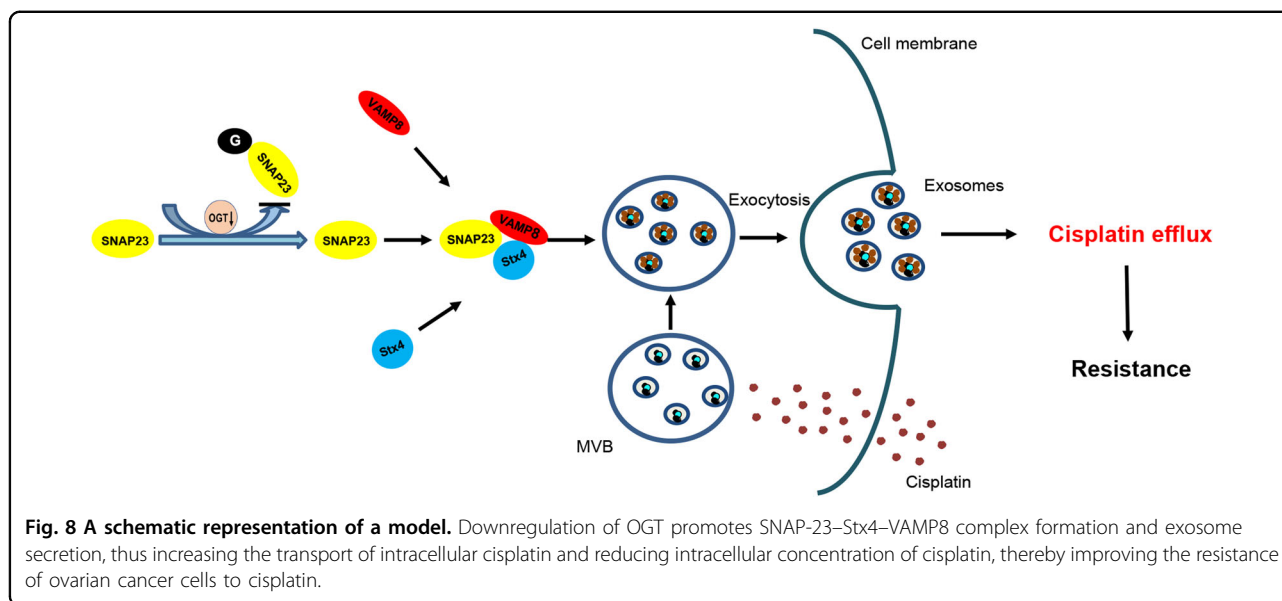 Cell membrane
VAMP8
G
SNAP23
OGT↓
SNAP23
SNAP23
SNAP23
VAMP8
Stx4
Stx4
Exocytosis
Exosomes
Cisplatin efflux
Resistance
MVB
Cisplatin
Fig. 8 A schematic representation of a model. Downregulation of OGT promotes SNAP-23–Stx4–VAMP8 complex formation and exosome
secretion, thus increasing the transport of intracellular cisplatin and reducing intracellular concentration of cisplatin, thereby improving the resistance
of ovarian cancer cells to cisplatin.